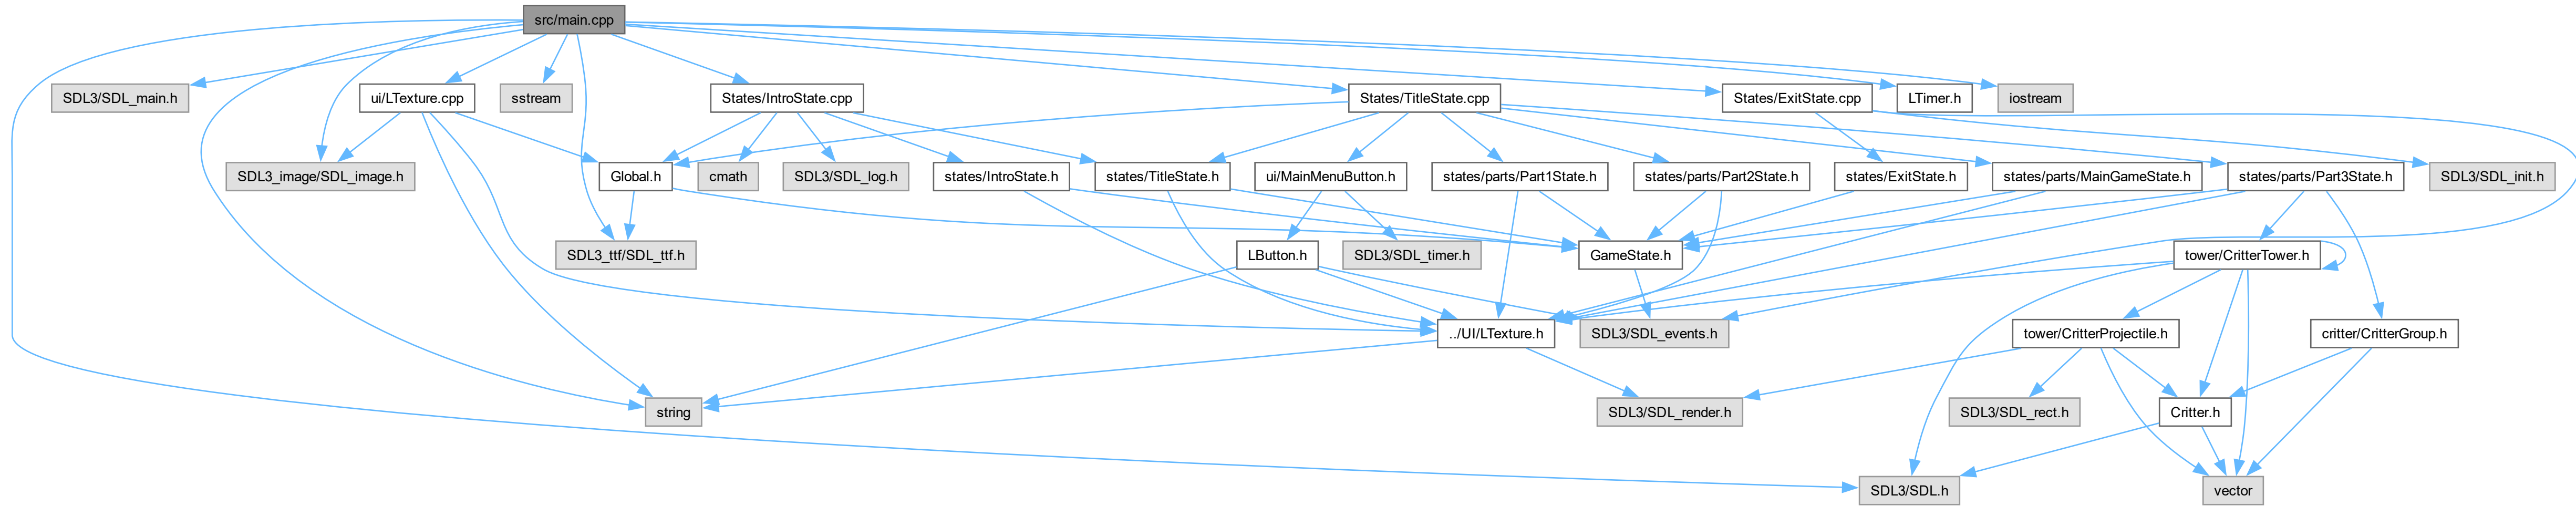 src/main.cpp
SDL3/SDL_main.h
ui/LTexture.cpp
sstream
States/IntroState.cpp
States/TitleState.cpp
States/ExitState.cpp
LTimer.h
iostream
SDL3_image/SDL_image.h
Global.h
cmath
SDL3/SDL_log.h
states/IntroState.h
states/TitleState.h
ui/MainMenuButton.h
states/parts/Part1State.h
states/parts/Part2State.h
states/ExitState.h
states/parts/MainGameState.h
states/parts/Part3State.h
SDL3/SDL_init.h
SDL3_ttf/SDL_ttf.h
LButton.h
SDL3/SDL_timer.h
GameState.h
tower/CritterTower.h
../UI/LTexture.h
SDL3/SDL_events.h
tower/CritterProjectile.h
critter/CritterGroup.h
string
SDL3/SDL_render.h
SDL3/SDL_rect.h
Critter.h
SDL3/SDL.h
vector